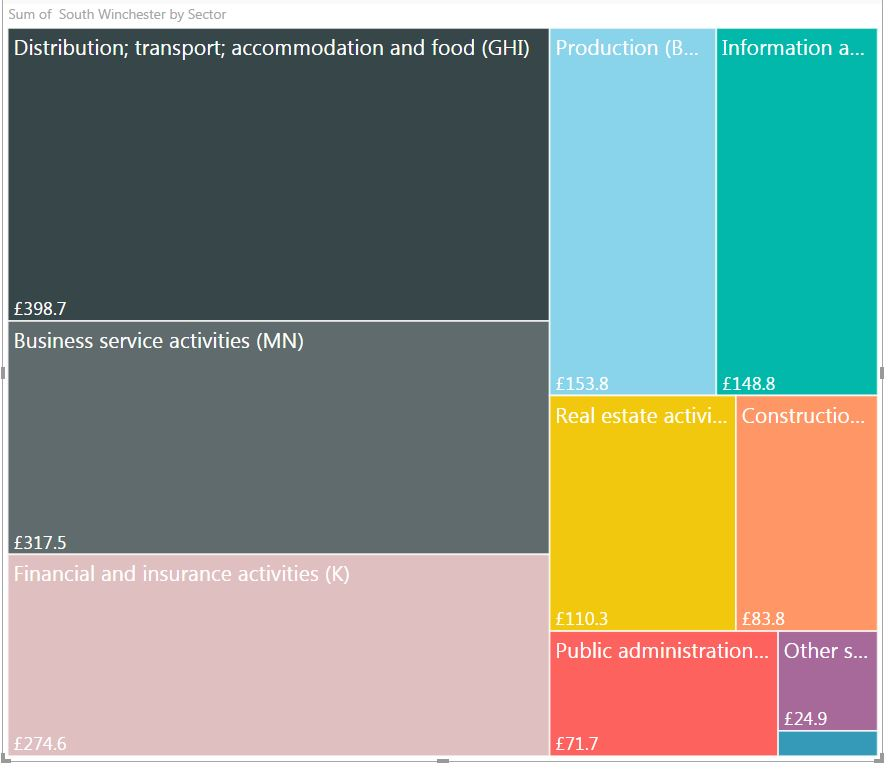 Sum of  South Winchester by Sector
Distribution; transport; accommodation and food (GHI)
£398.7
Business service activities (MN)
£317.5
Financial and insurance activities (K)
£274.6
Production (B...
£153.8
Information a...
£148.8
Real estate activi...
£110.3
Constructio...
£83.8
Public administration...
£71.7
Other s...
£24.9